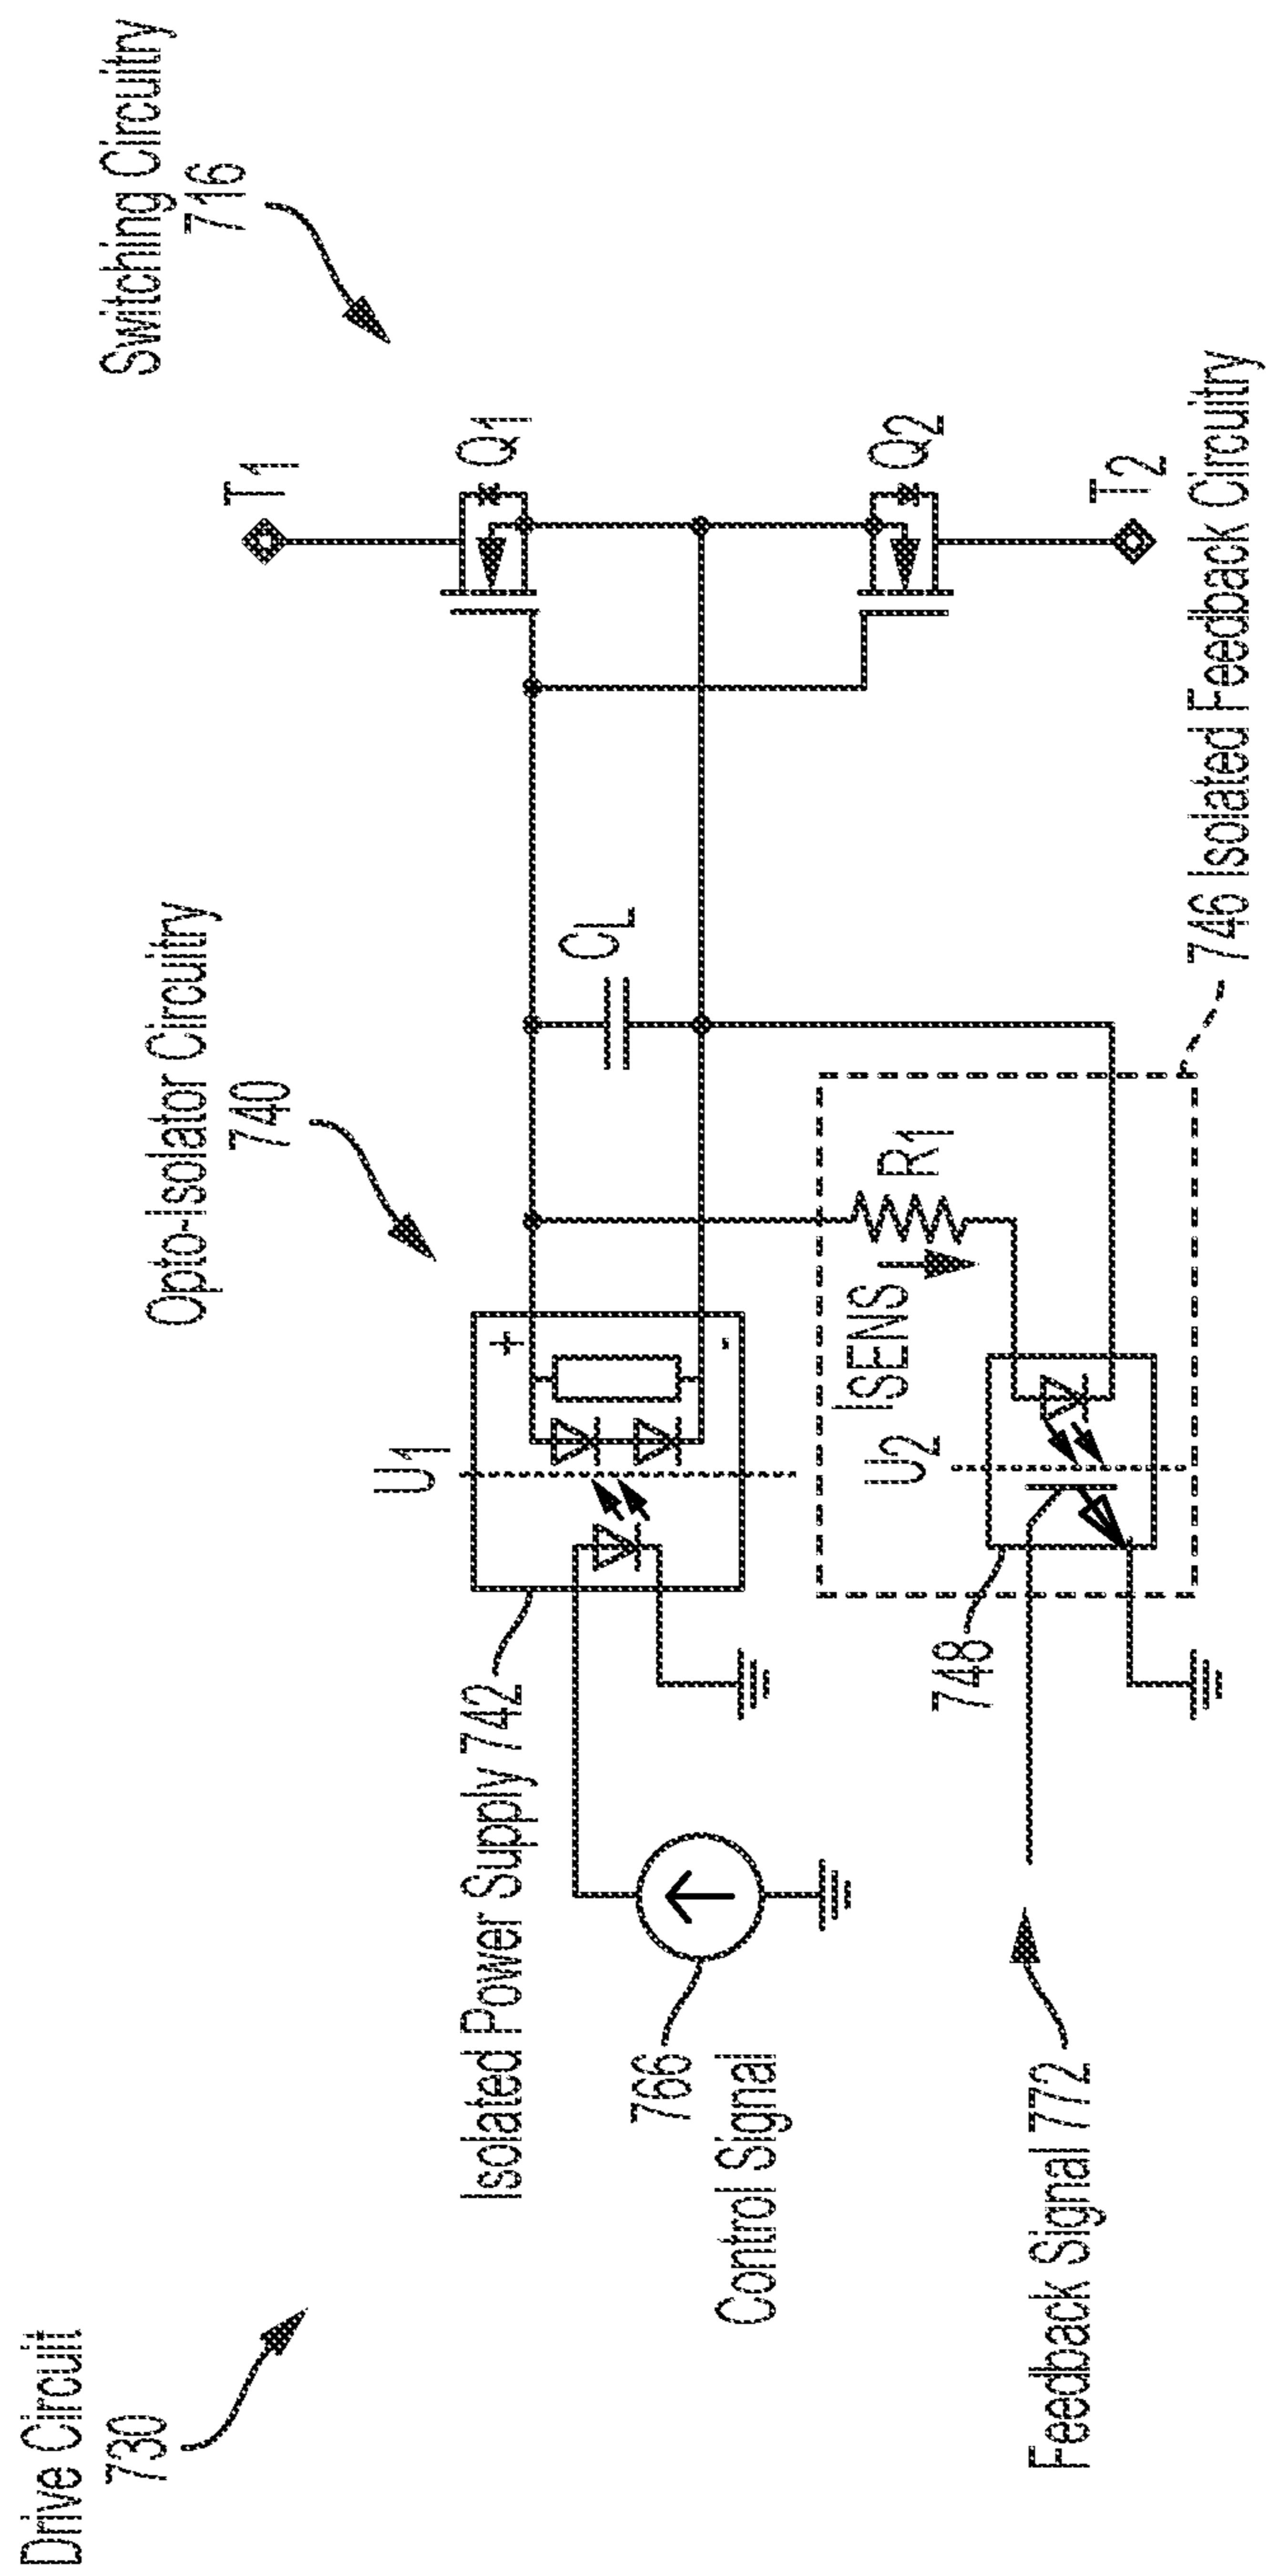 Drive Circuit
730
Opto-Isolator Circuitry
740
Switching Circuitry
716
Isolated Power Supply 742
U1
+
-
CL
T1
Q1
Q2
T2
766
Control Signal
ISENS
R1
U2
748
Feedback Signal 772
746 Isolated Feedback Circuitry